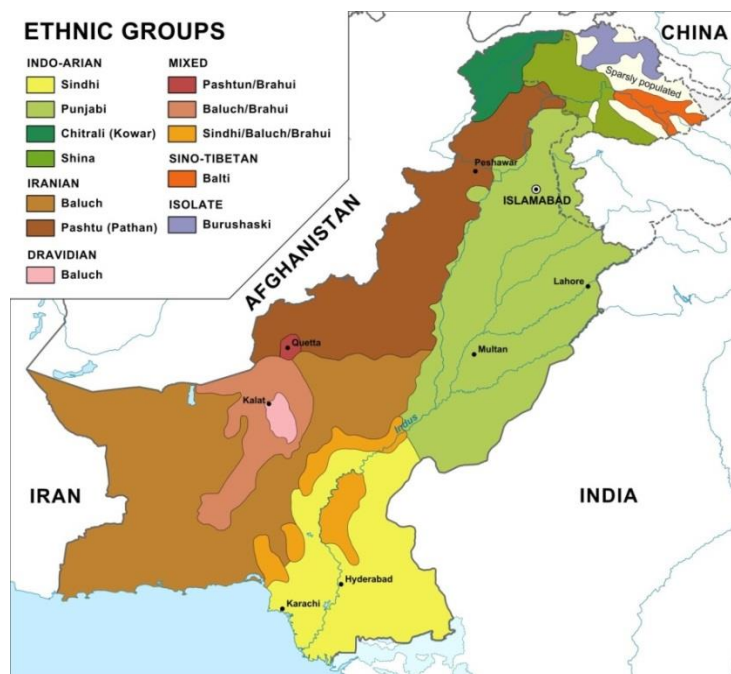 ETHNIC GROUPS
INDO-ARIAN
Sindhi
Punjabi
Chitrali (Kowar)
Shina
IRANIAN
Baluch
Pashtu (Pathan)
DRAVIDIAN
Baluch
MIXED
Pashtun/Brahui
Baluch/Brahui
Sindhi/Baluch/Brahui
SINO-TIBETAN
Balti
ISOLATE
Burushaski
CHINA
Sparsly populated
Peshawar
ISLAMABAD
AFGHANISTAN
Lahore
Quetta
Multan
Kalat
Indus
IRAN
INDIA
Hyderabad
Karachi